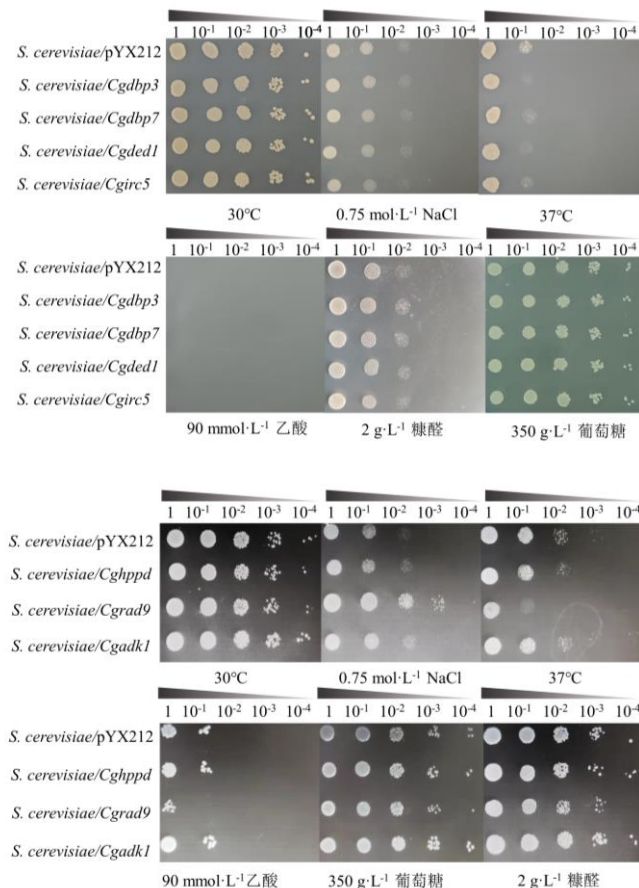 1 10⁻¹ 10⁻² 10⁻³ 10⁻⁴ 1 10⁻¹ 10⁻² 10⁻³ 10⁻⁴ 1 10⁻¹ 10⁻² 10⁻³ 10⁻⁴
S. cerevisiae/pYX212
S. cerevisiae/Cgdbp3
S. cerevisiae/Cgdbp7
S. cerevisiae/Cgded1
S. cerevisiae/Cgirc5
30℃ 0.75 mol·L⁻¹ NaCl 37℃
1 10⁻¹ 10⁻² 10⁻³ 10⁻⁴ 1 10⁻¹ 10⁻² 10⁻³ 10⁻⁴ 1 10⁻¹ 10⁻² 10⁻³ 10⁻⁴
S. cerevisiae/pYX212
S. cerevisiae/Cgdbp3
S. cerevisiae/Cgdbp7
S. cerevisiae/Cgded1
S. cerevisiae/Cgirc5
90 mmol·L⁻¹ 乙酸 2 g·L⁻¹ 糠醛 350 g·L⁻¹ 葡萄糖
1 10⁻¹ 10⁻² 10⁻³ 10⁻⁴ 1 10⁻¹ 10⁻² 10⁻³ 10⁻⁴ 1 10⁻¹ 10⁻² 10⁻³ 10⁻⁴
S. cerevisiae/pYX212
S. cerevisiae/Cghppd
S. cerevisiae/Cgrad9
S. cerevisiae/Cgadk1
30℃ 0.75 mol·L⁻¹ NaCl 37℃
1 10⁻¹ 10⁻² 10⁻³ 10⁻⁴ 1 10⁻¹ 10⁻² 10⁻³ 10⁻⁴ 1 10⁻¹ 10⁻² 10⁻³ 10⁻⁴
S. cerevisiae/pYX212
S. cerevisiae/Cghppd
S. cerevisiae/Cgrad9
S. cerevisiae/Cgadk1
90 mmol·L⁻¹乙酸 350 g·L⁻¹ 葡萄糖 2 g·L⁻¹ 糠醛